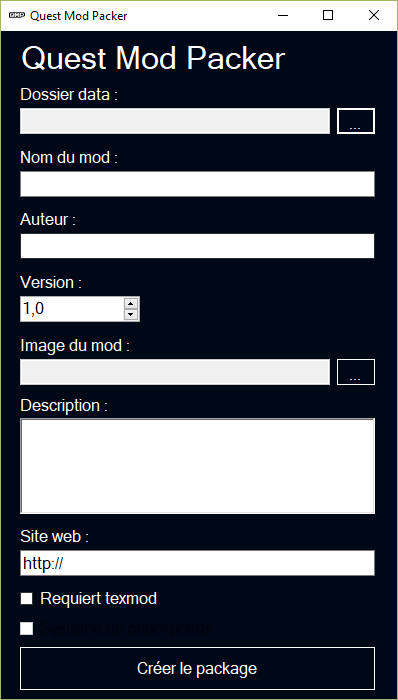 Quest Mod Packer
Quest Mod Packer
Dossier data :
...
Nom du mod :
Auteur :
Version :
1,0
Image du mod :
...
Description :
Site web :
http://
Requiert texmod
Créer le package